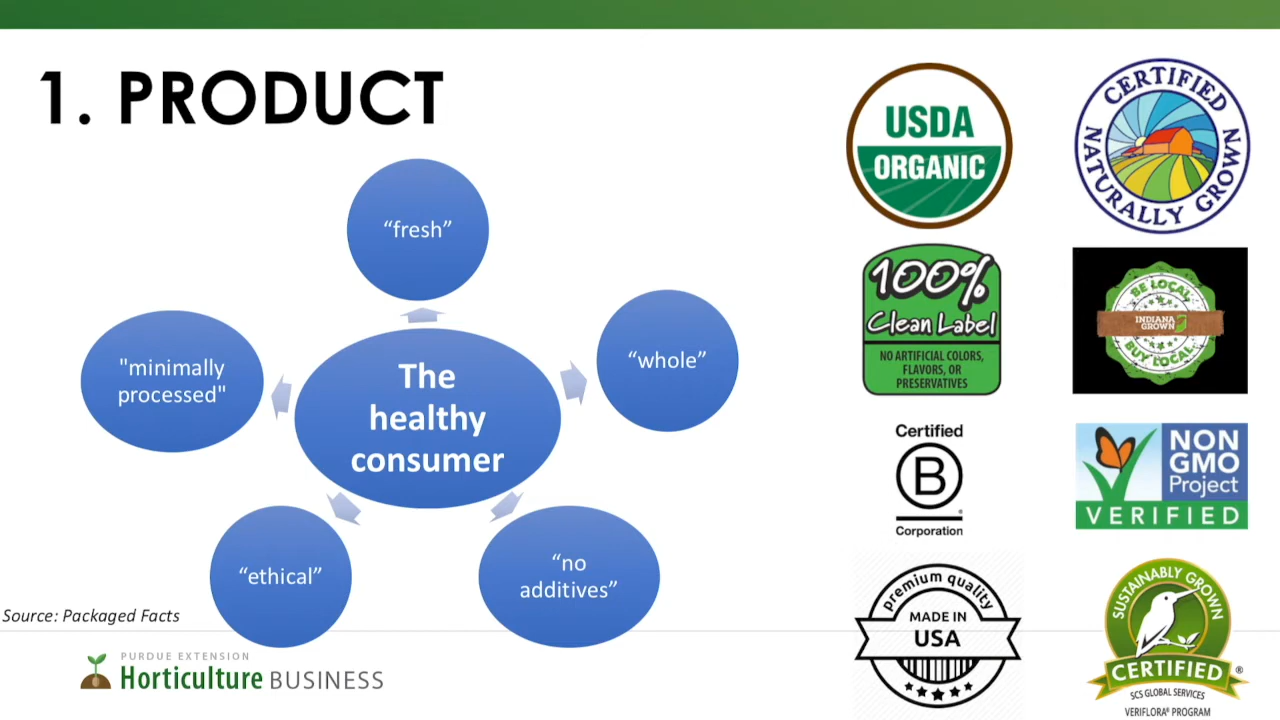 1. PRODUCT
“fresh”
“whole”
“no
additives”
“ethical”
"minimally
processed"
The
healthy
consumer
Source: Packaged Facts
PURDUE EXTENSION
Horticulture BUSINESS
USDA
ORGANIC
CERTIFIED
NATURALLY GROWN
100%
Clean Label
NO ARTIFICIAL COLORS,
FLAVORS, OR
PRESERVATIVES
BE LOCAL
INDIANA
GROWN
BUY LOCAL
Certified
B
®
Corporation
NON
GMO
Project
VERIFIED
premium quality
MADE IN
USA
SUSTAINABLY GROWN
CERTIFIED
®
SCS GLOBAL SERVICES
VERIFLORA® PROGRAM